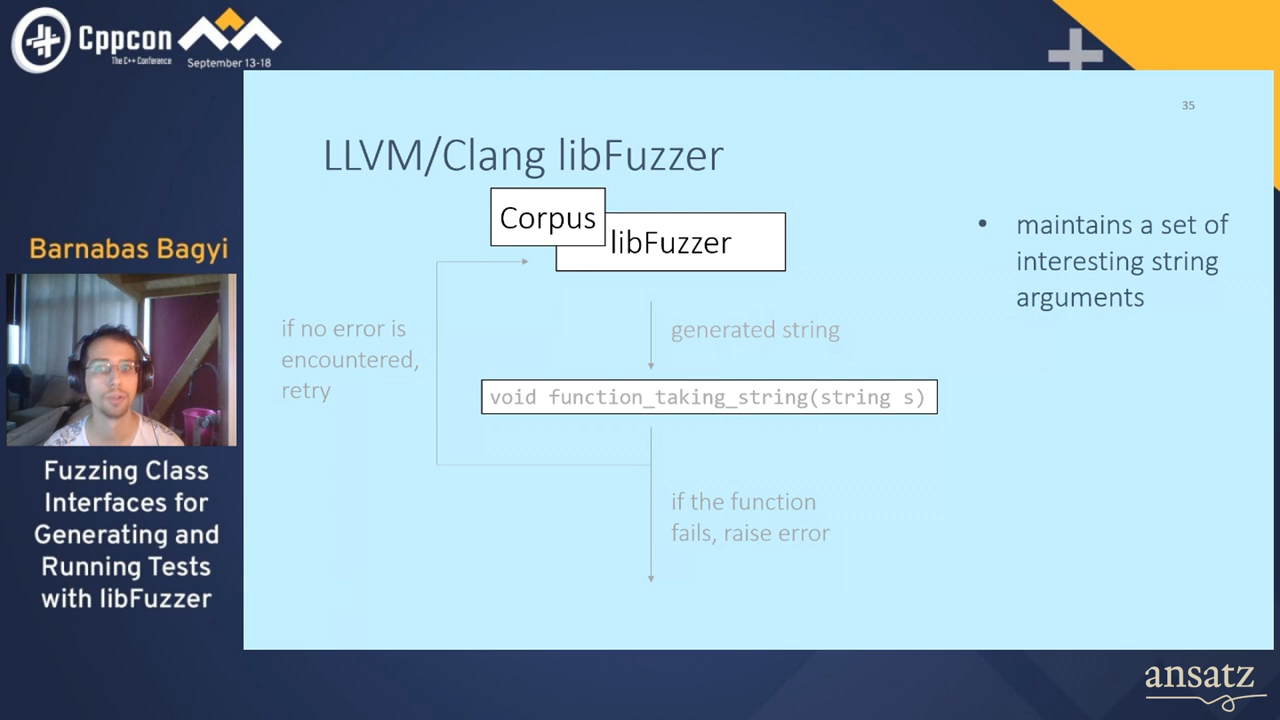 Cppcon
The C++ Conference
September 13-18
35
LLVM/Clang libFuzzer
Corpus
libFuzzer
• maintains a set of
interesting string
arguments
Barnabas Bagyi
if no error is
encountered,
retry
generated string
void function_taking_string(string s)
if the function
fails, raise error
Fuzzing Class
Interfaces for
Generating and
Running Tests
with libFuzzer
ansatz